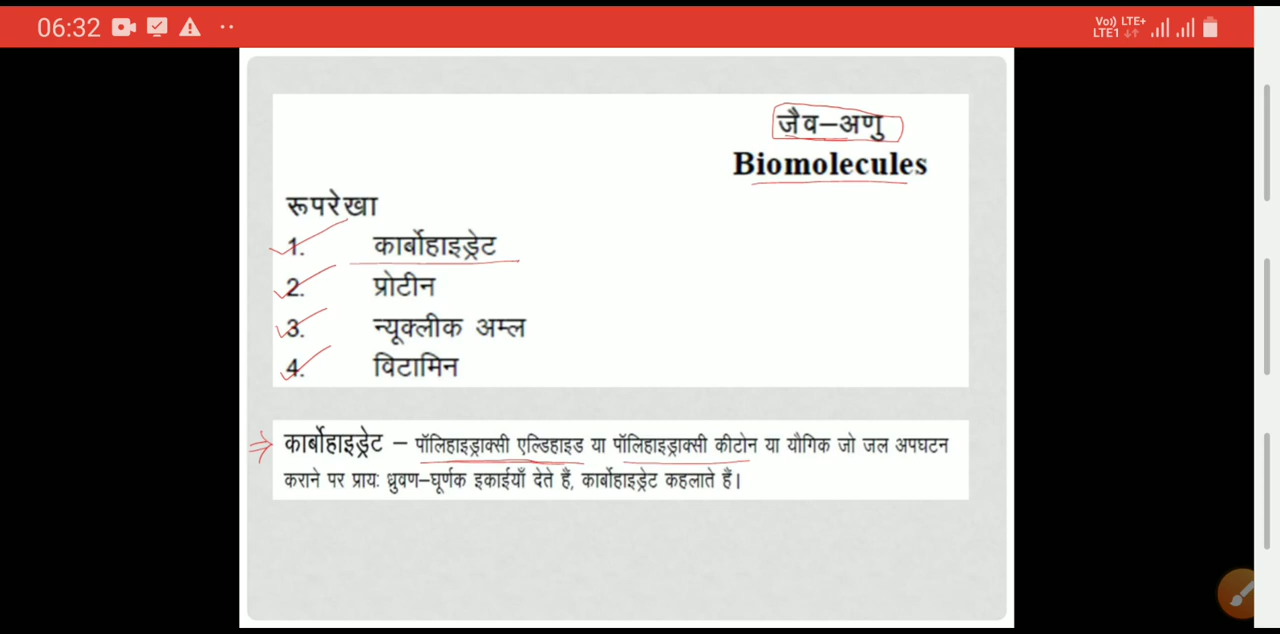 06:32
Vo)) LTE+
LTE1
जैव–अणु
Biomolecules
रूपरेखा
1. कार्बोहाइड्रेट
2. प्रोटीन
3. न्यूक्लीक अम्ल
4. विटामिन
कार्बोहाइड्रेट – पॉलिहाइड्राक्सी एल्डिहाइड या पॉलिहाइड्राक्सी कीटोन या यौगिक जो जल अपघटन
कराने पर प्रायः ध्रुवण–घूर्णक इकाईयाँ देते हैं, कार्बोहाइड्रेट कहलाते हैं।